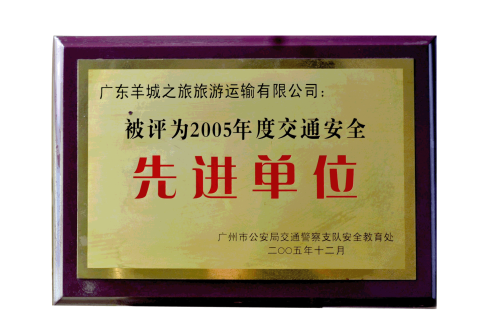 广东羊城之旅旅游运输有限公司：
被评为2005年度交通安全
先进单位
广州市公安局交通警察支队安全教育处
二〇〇五年十二月